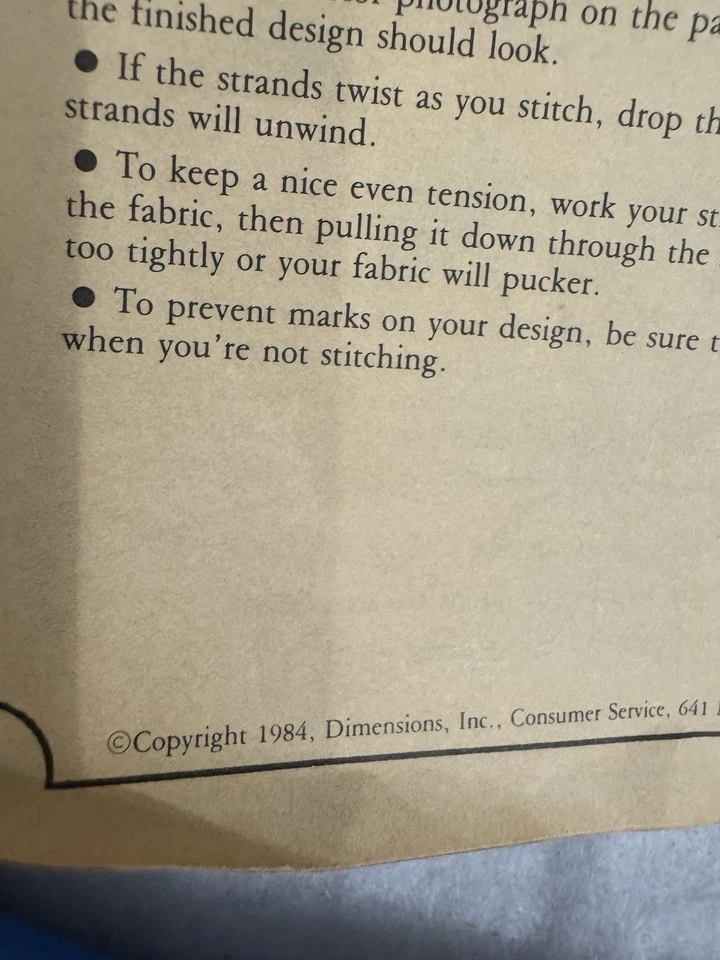 photograph on the
the finished design should look.
● If the strands twist as you stitch, drop
strands will unwind.
● To keep a nice even tension, work your
the fabric, then pulling it down through the
too tightly or your fabric will pucker.
● To prevent marks on your design, be sure
when you're not stitching.
©Copyright 1984, Dimensions, Inc., Consumer Service, 641